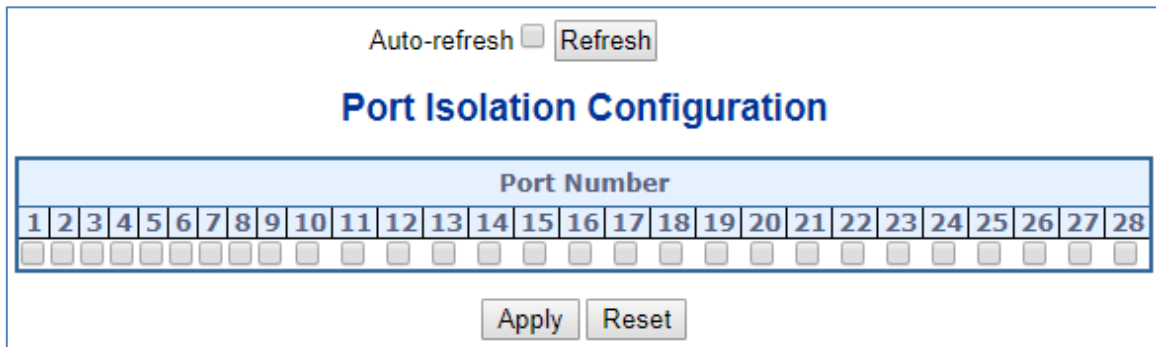 Auto-refresh Refresh
Port Isolation Configuration
Port Number
1 2 3 4 5 6 7 8 9 10 11 12 13 14 15 16 17 18 19 20 21 22 23 24 25 26 27 28
Apply Reset